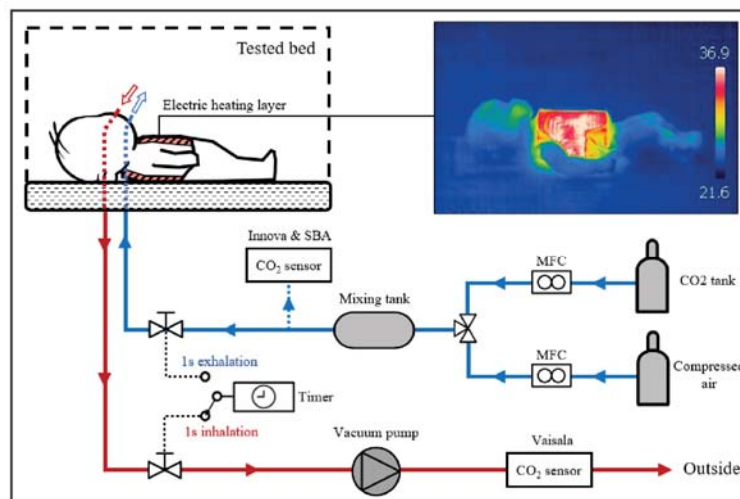 Tested bed
Electric heating layer
36.9
21.6
Innova & SBA
CO₂ sensor
Mixing tank
MFC
CO2 tank
MFC
Compressed
air
1s exhalation
Timer
1s inhalation
Vacuum pump
Vaisala
CO₂ sensor
Outside